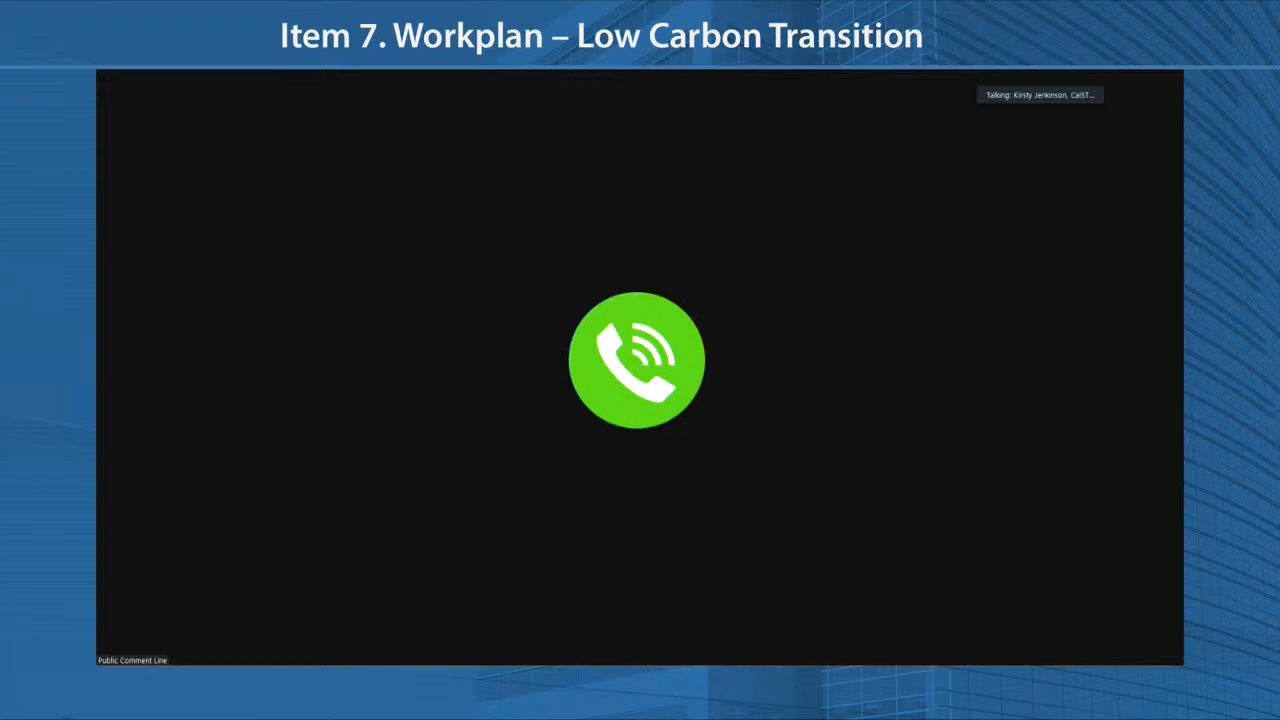 Item 7. Workplan – Low Carbon Transition
Talking: Kirsty Jenkinson, CalST...
Public Comment Line